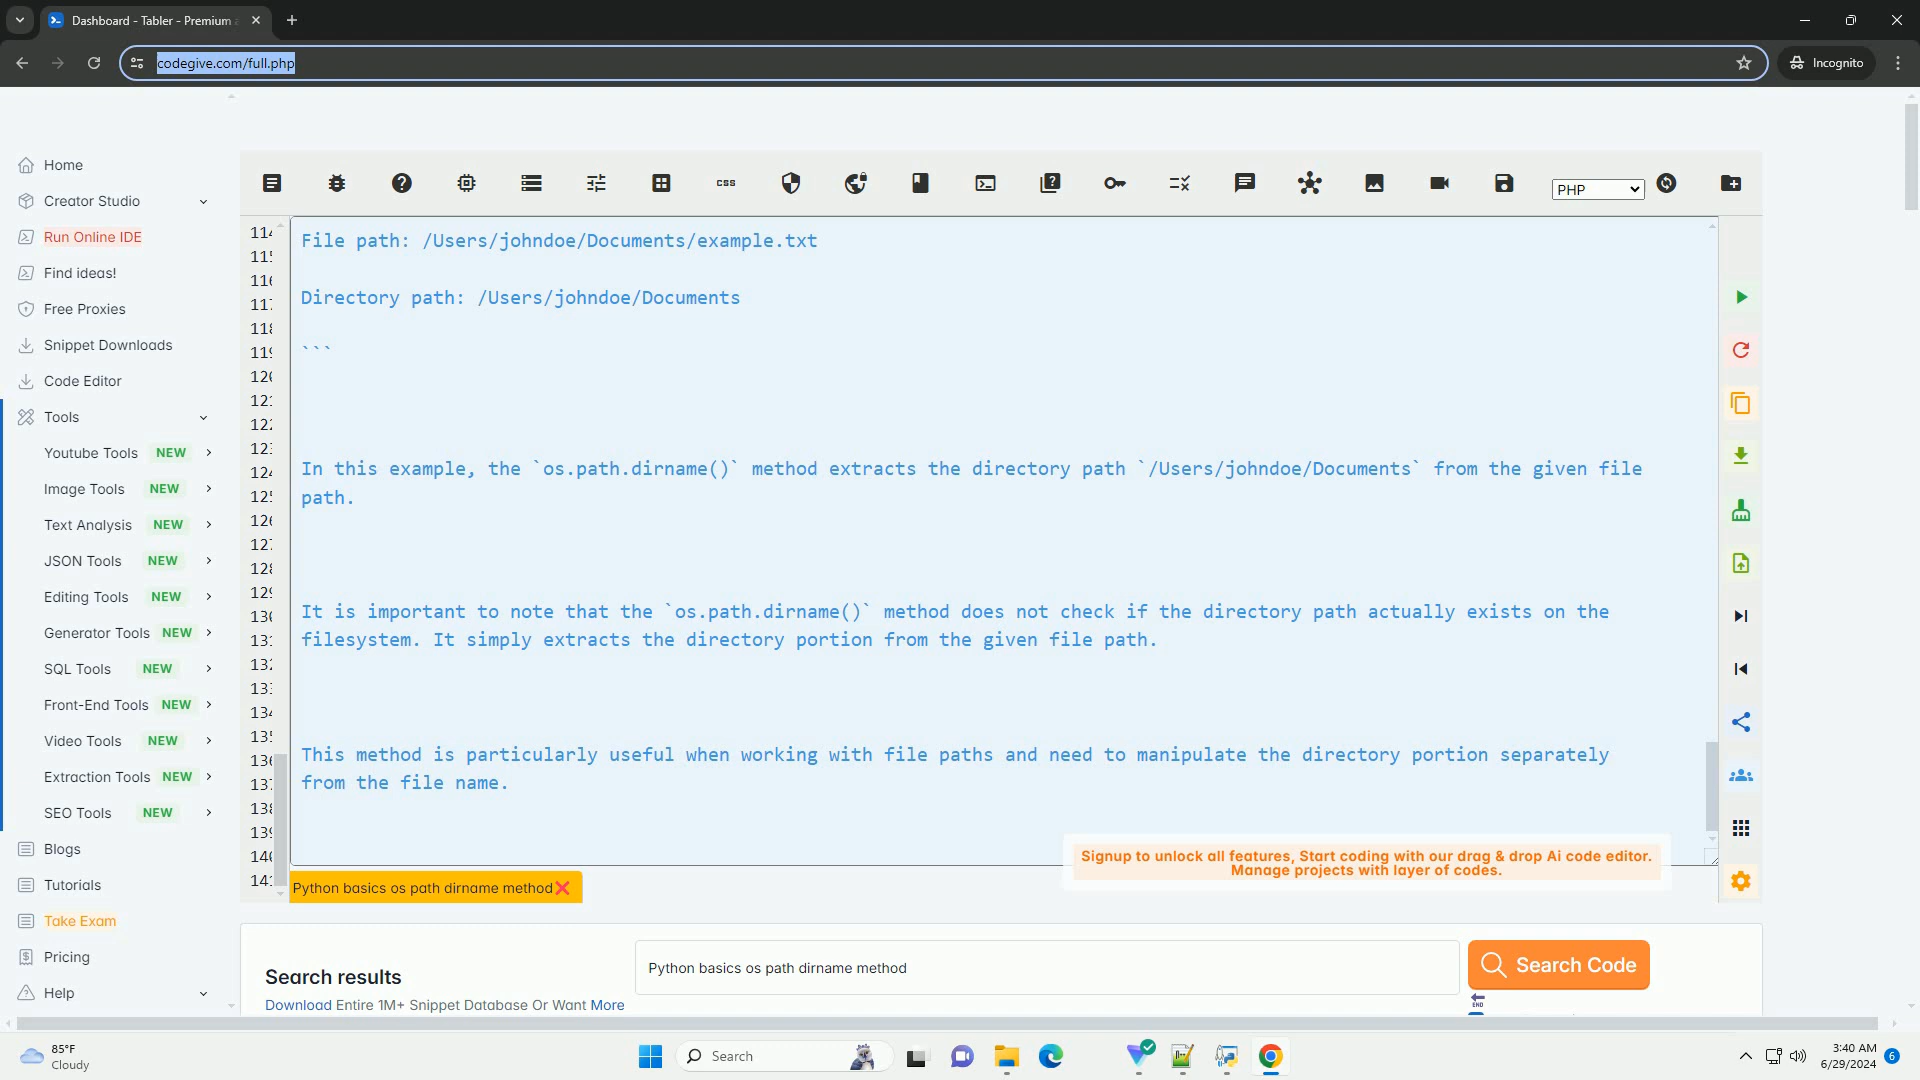 Dashboard - Tabler - Premium
codegive.com/full.php
Incognito
Home
Creator Studio
Run Online IDE
Find ideas!
Free Proxies
Snippet Downloads
Code Editor
Tools
Youtube Tools NEW
Image Tools NEW
Text Analysis NEW
JSON Tools NEW
Editing Tools NEW
Generator Tools NEW
SQL Tools NEW
Front-End Tools NEW
Video Tools NEW
Extraction Tools NEW
SEO Tools NEW
Blogs
Tutorials
Take Exam
Pricing
Help
css
PHP
File path: /Users/johndoe/Documents/example.txt
Directory path: /Users/johndoe/Documents
```
In this example, the `os.path.dirname()` method extracts the directory path `/Users/johndoe/Documents` from the given file
path.
It is important to note that the `os.path.dirname()` method does not check if the directory path actually exists on the
filesystem. It simply extracts the directory portion from the given file path.
This method is particularly useful when working with file paths and need to manipulate the directory portion separately
from the file name.
Signup to unlock all features, Start coding with our drag & drop Ai code editor.
Manage projects with layer of codes.
Python basics os path dirname method
Search results
Download Entire 1M+ Snippet Database Or Want More
Python basics os path dirname method
Search Code
END
85°F
Cloudy
Search
3:40 AM
6/29/2024
6